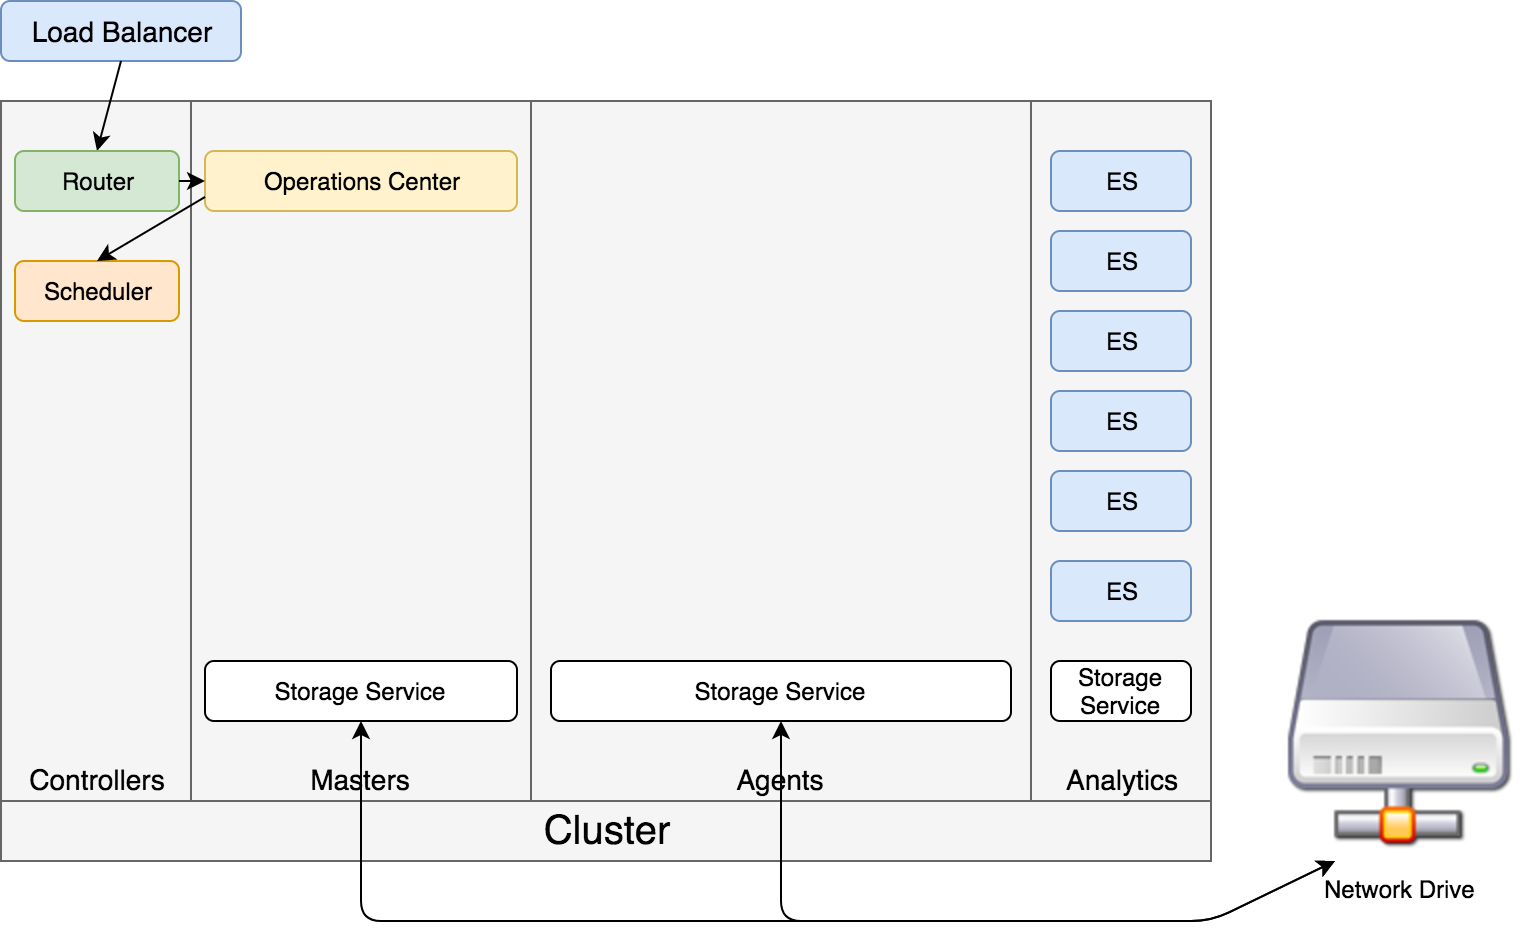 Load Balancer
Router
Operations Center
ES
Scheduler
ES
ES
ES
ES
ES
Storage Service
Storage Service
Storage
Service
Controllers
Masters
Agents
Analytics
Cluster
Network Drive